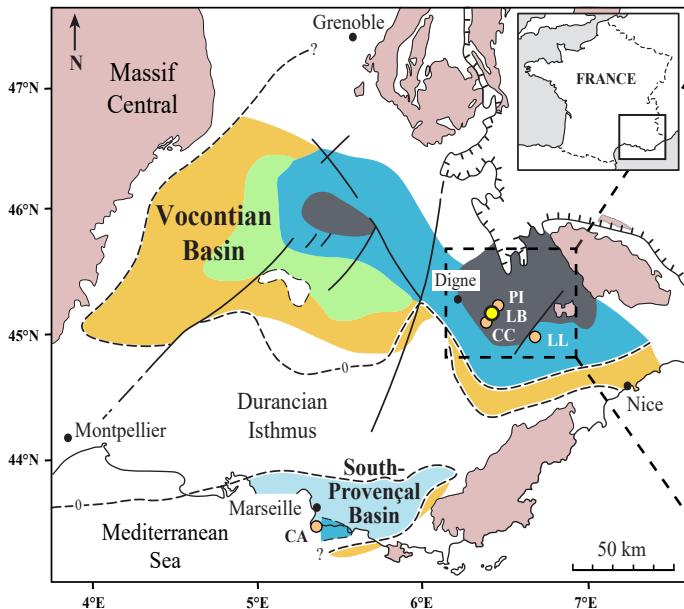 Grenoble
?
N
Massif
Central
FRANCE
47°N
46°N
45°N
44°N
Vocontian
Basin
Digne
PI
LB
CC
LL
0
Durancian
Isthmus
Nice
Montpellier
0
South-
Provençal
Basin
Marseille
CA
?
Mediterranean
Sea
50 km
4°E
5°E
6°E
7°E